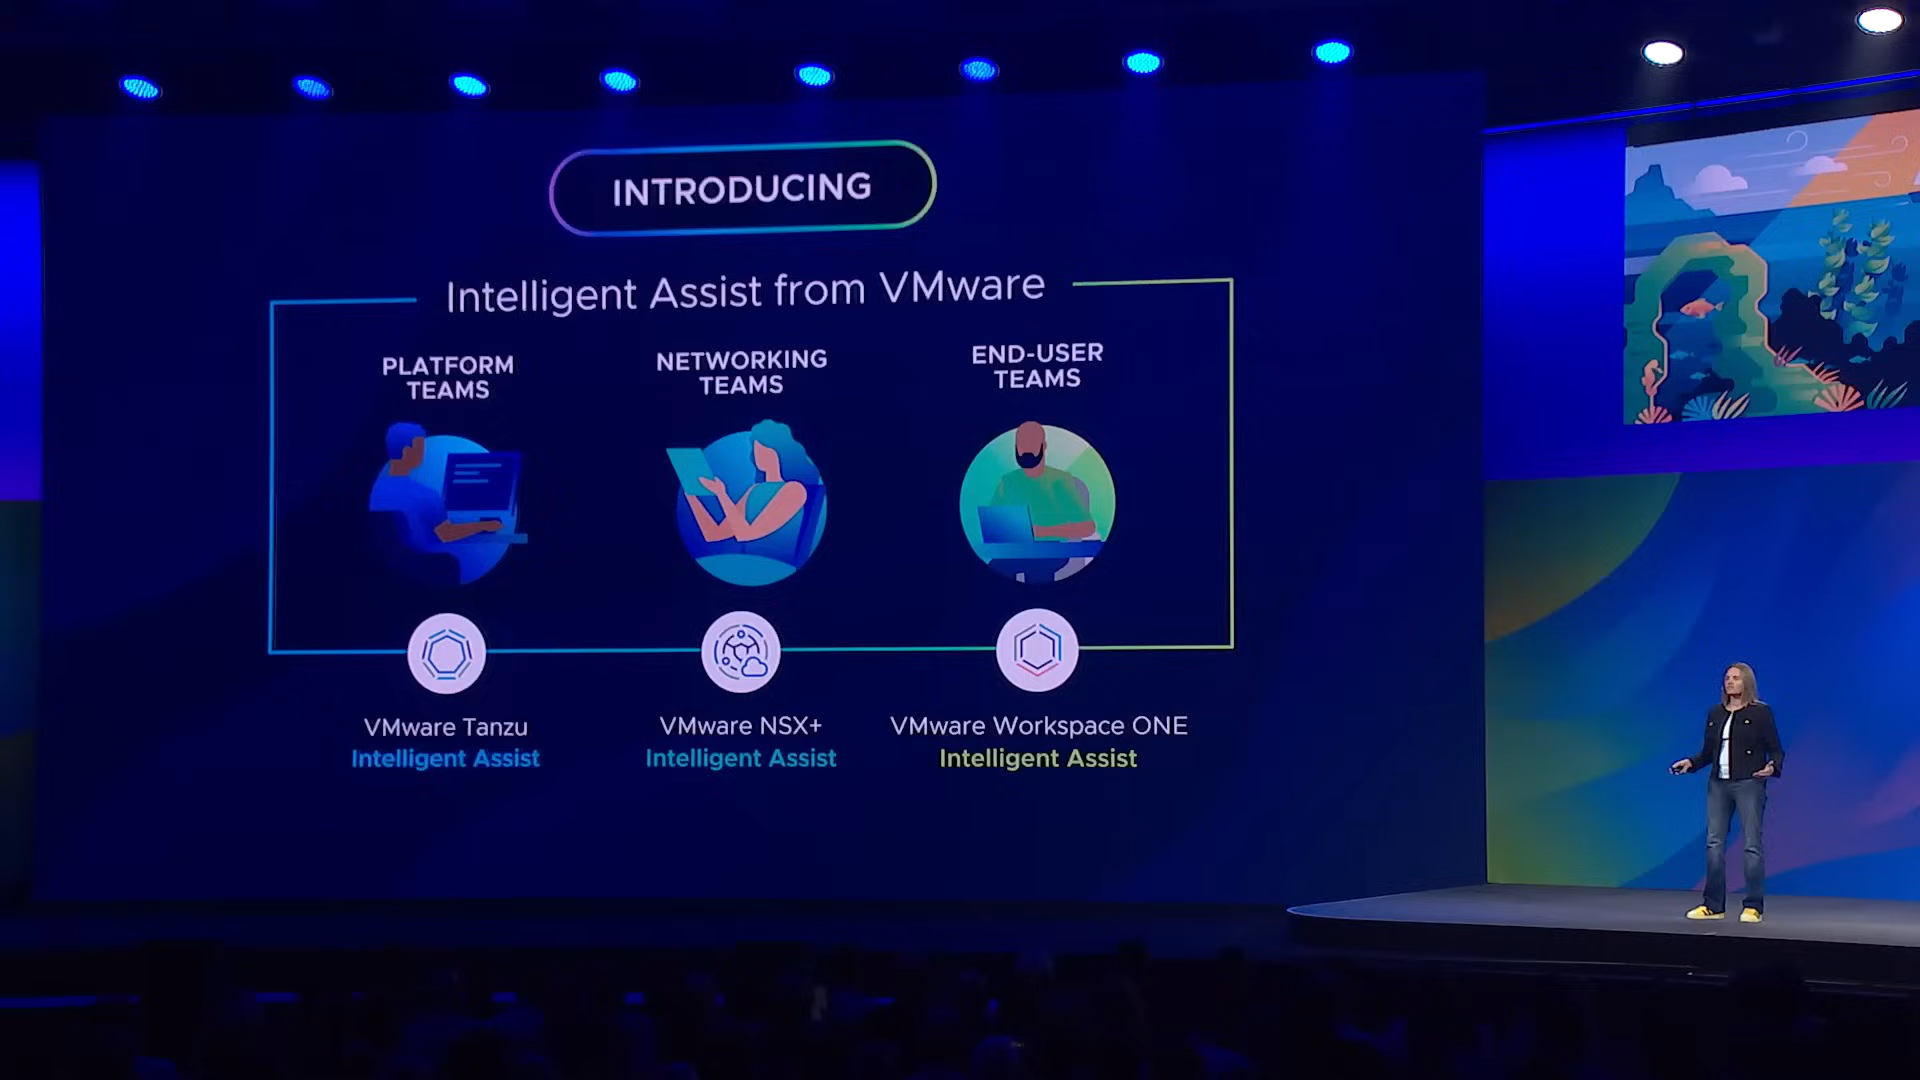 INTRODUCING
Intelligent Assist from VMware
PLATFORM
TEAMS
NETWORKING
TEAMS
END-USER
TEAMS
VMware Tanzu
Intelligent Assist
VMware NSX+
Intelligent Assist
VMware Workspace ONE
Intelligent Assist